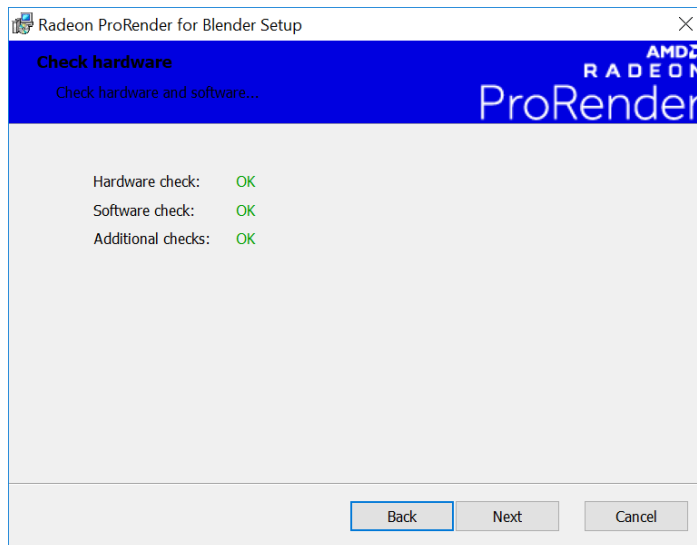 Radeon ProRender for Blender Setup
Check hardware
Check hardware and software...
AMD
RADEON
ProRender
Hardware check: OK
Software check: OK
Additional checks: OK
Back Next Cancel